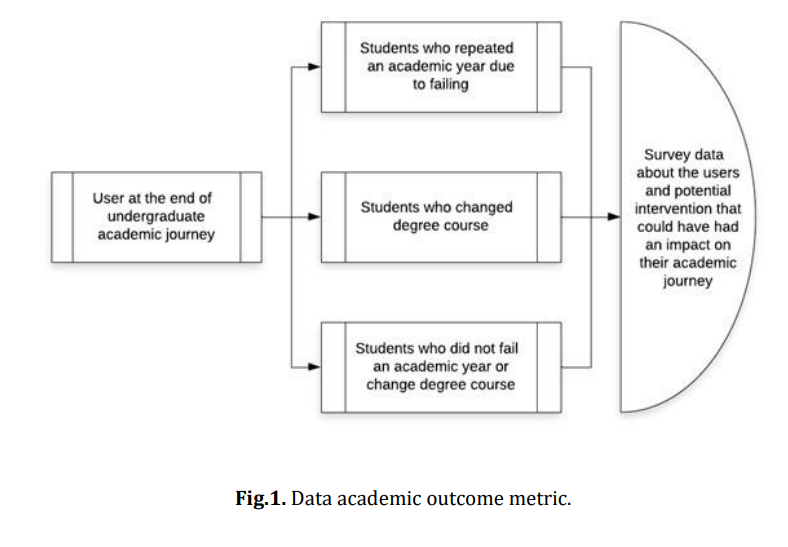 Students who repeated
an academic year due
to failing
User at the end of
undergraduate
academic journey
Students who changed
degree course
Students who did not fail
an academic year or
change degree course
Survey data
about the users
and potential
intervention that
could have had
an impact on
their academic
journey
Fig.1. Data academic outcome metric.